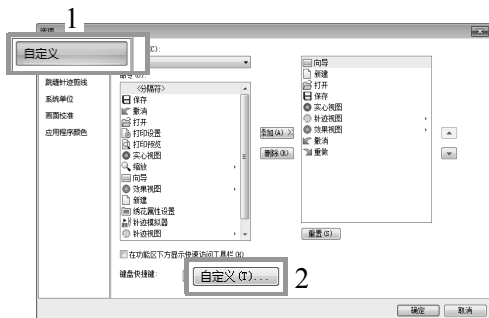 1
选项
自定义
(C):
跳缝针迹剪线
系统单位
画面校准
应用程序颜色
〈分隔符〉
保存
撤消
打开
打印设置
打印预览
实心视图
缩放
向导
效果视图
新建
绣花属性设置
针迹模拟器
针迹视图
添加(A) >
删除(R)
向导
新建
打开
保存
实心视图
针迹视图
效果视图
撤消
重做
重置(S)
在功能区下方显示快速访问工具栏(H)
键盘快捷键:
自定义(T)...
2
确定
取消